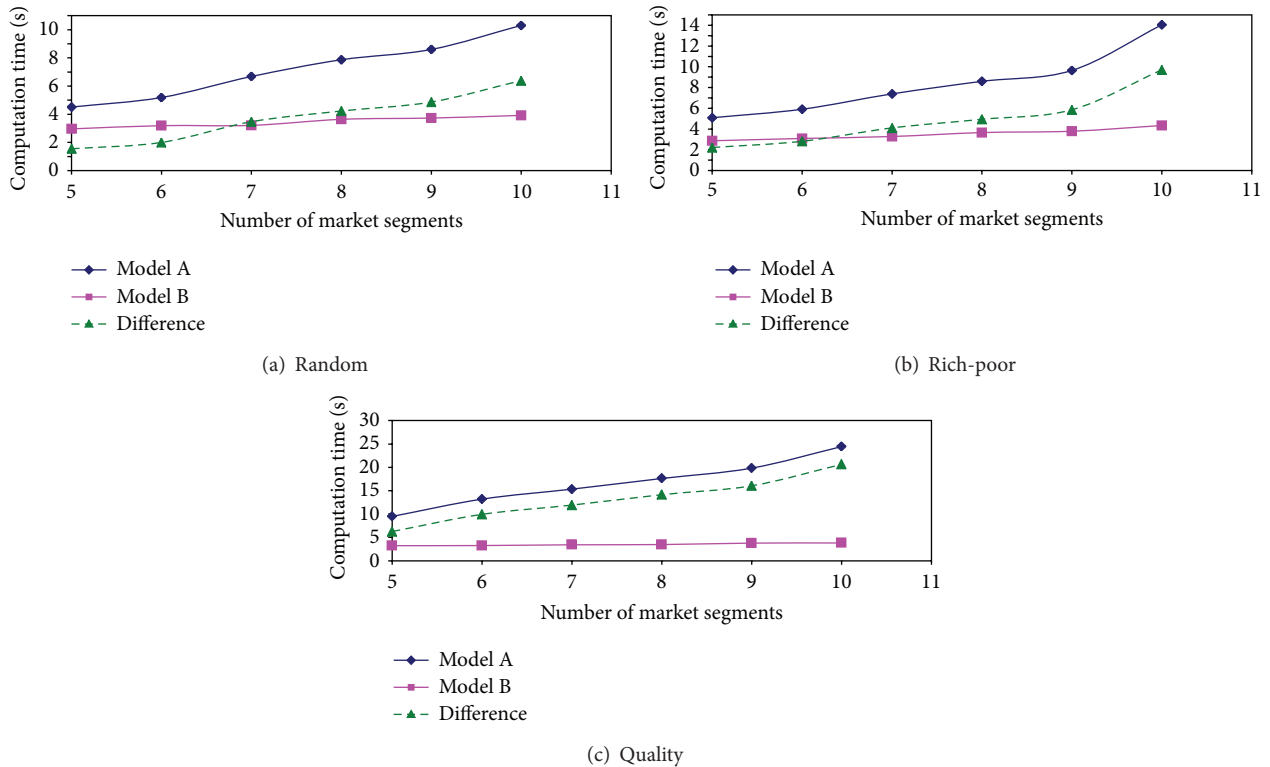 Computation time (s)
10
8
6
4
2
0
5 6 7 8 9 10 11
Number of market segments
Model A
Model B
Difference
(a) Random
Computation time (s)
14
12
10
8
6
4
2
0
5 6 7 8 9 10 11
Number of market segments
Model A
Model B
Difference
(b) Rich-poor
Computation time (s)
30
25
20
15
10
5
0
5 6 7 8 9 10 11
Number of market segments
Model A
Model B
Difference
(c) Quality